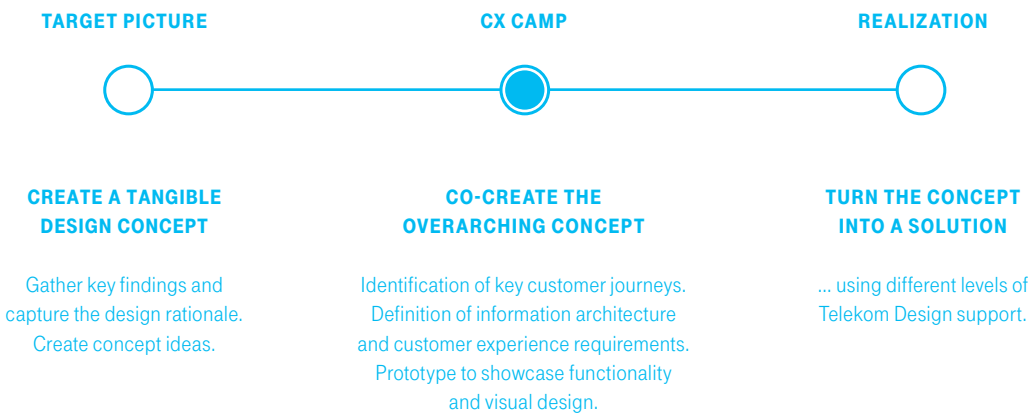 TARGET PICTURE
CX CAMP
REALIZATION
CREATE A TANGIBLE
DESIGN CONCEPT
Gather key findings and
capture the design rationale.
Create concept ideas.
CO-CREATE THE
OVERARCHING CONCEPT
Identification of key customer journeys.
Definition of information architecture
and customer experience requirements.
Prototype to showcase functionality
and visual design.
TURN THE CONCEPT
INTO A SOLUTION
... using different levels of
Telekom Design support.